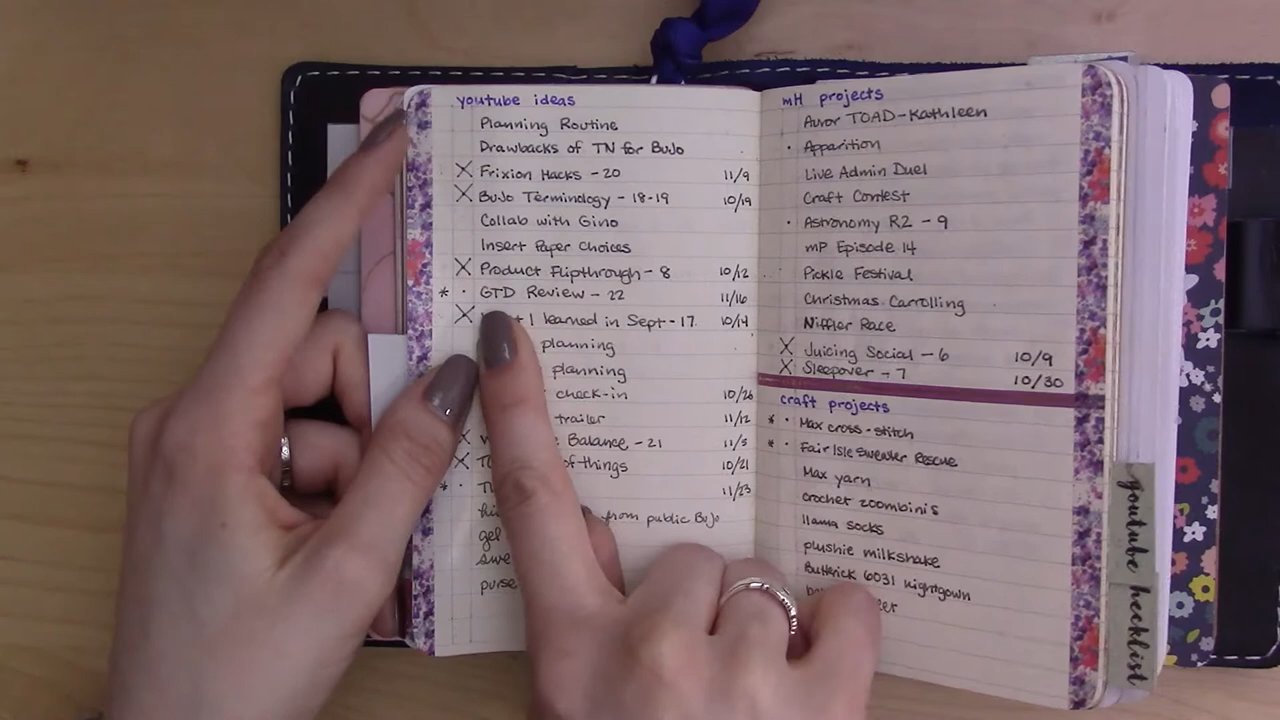 youtube ideas
Planning Routine
Drawbacks of TN for BuJo
X Frixion Hacks - 20 11/9
X BuJo Terminology - 18-19 10/19
Collab with Gino
Insert Paper Choices
X Product Flipthrough - 8 10/12
* · GTD Review - 22 11/16
X I learned in Sept - 17 10/14
planning
planning
check-in 10/26
trailer 11/12
X Balance - 21 11/5
X of things 10/21
* · 11/23
from public BuJo
gel
purse
mH projects
Auror TOAD - Kathleen
· Apparition
Live Admin Duel
Craft Contest
· Astronomy R2 - 9
mP Episode 14
Pickle Festival
Christmas Carrolling
Niffler Race
X Juicing Social - 6 10/9
X Sleepover - 7 10/30
craft projects
* · Max cross-stitch
* · Fair Isle Sweater Rescue
Max yarn
crochet zoombinis
llama socks
plushie milkshake
Butterick 6031 nightgown
youtube hecklist